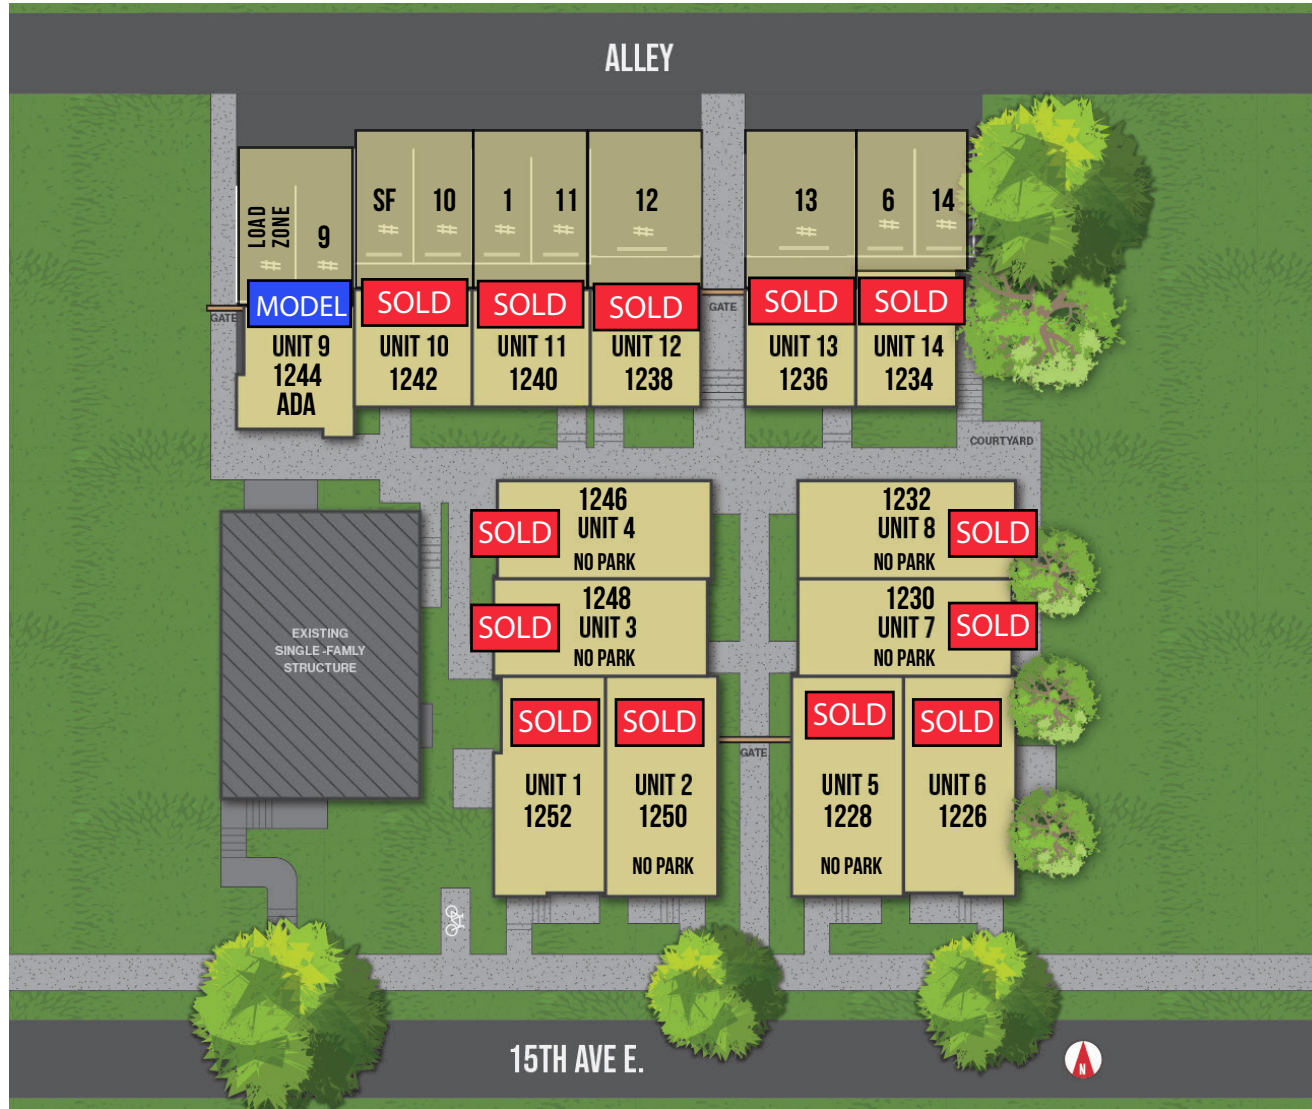 ALLEY
LOAD ZONE
9
SF
10
1
11
12
13
6
14
MODEL
SOLD
SOLD
SOLD
SOLD
SOLD
GATE
GATE
UNIT 9
1244
ADA
UNIT 10
1242
UNIT 11
1240
UNIT 12
1238
UNIT 13
1236
UNIT 14
1234
COURTYARD
1246
SOLD
UNIT 4
NO PARK
1232
UNIT 8
SOLD
NO PARK
1248
SOLD
UNIT 3
NO PARK
1230
UNIT 7
SOLD
NO PARK
EXISTING
SINGLE -FAMLY
STRUCTURE
SOLD
UNIT 1
1252
SOLD
UNIT 2
1250
NO PARK
GATE
SOLD
UNIT 5
1228
NO PARK
SOLD
UNIT 6
1226
15TH AVE E.
N